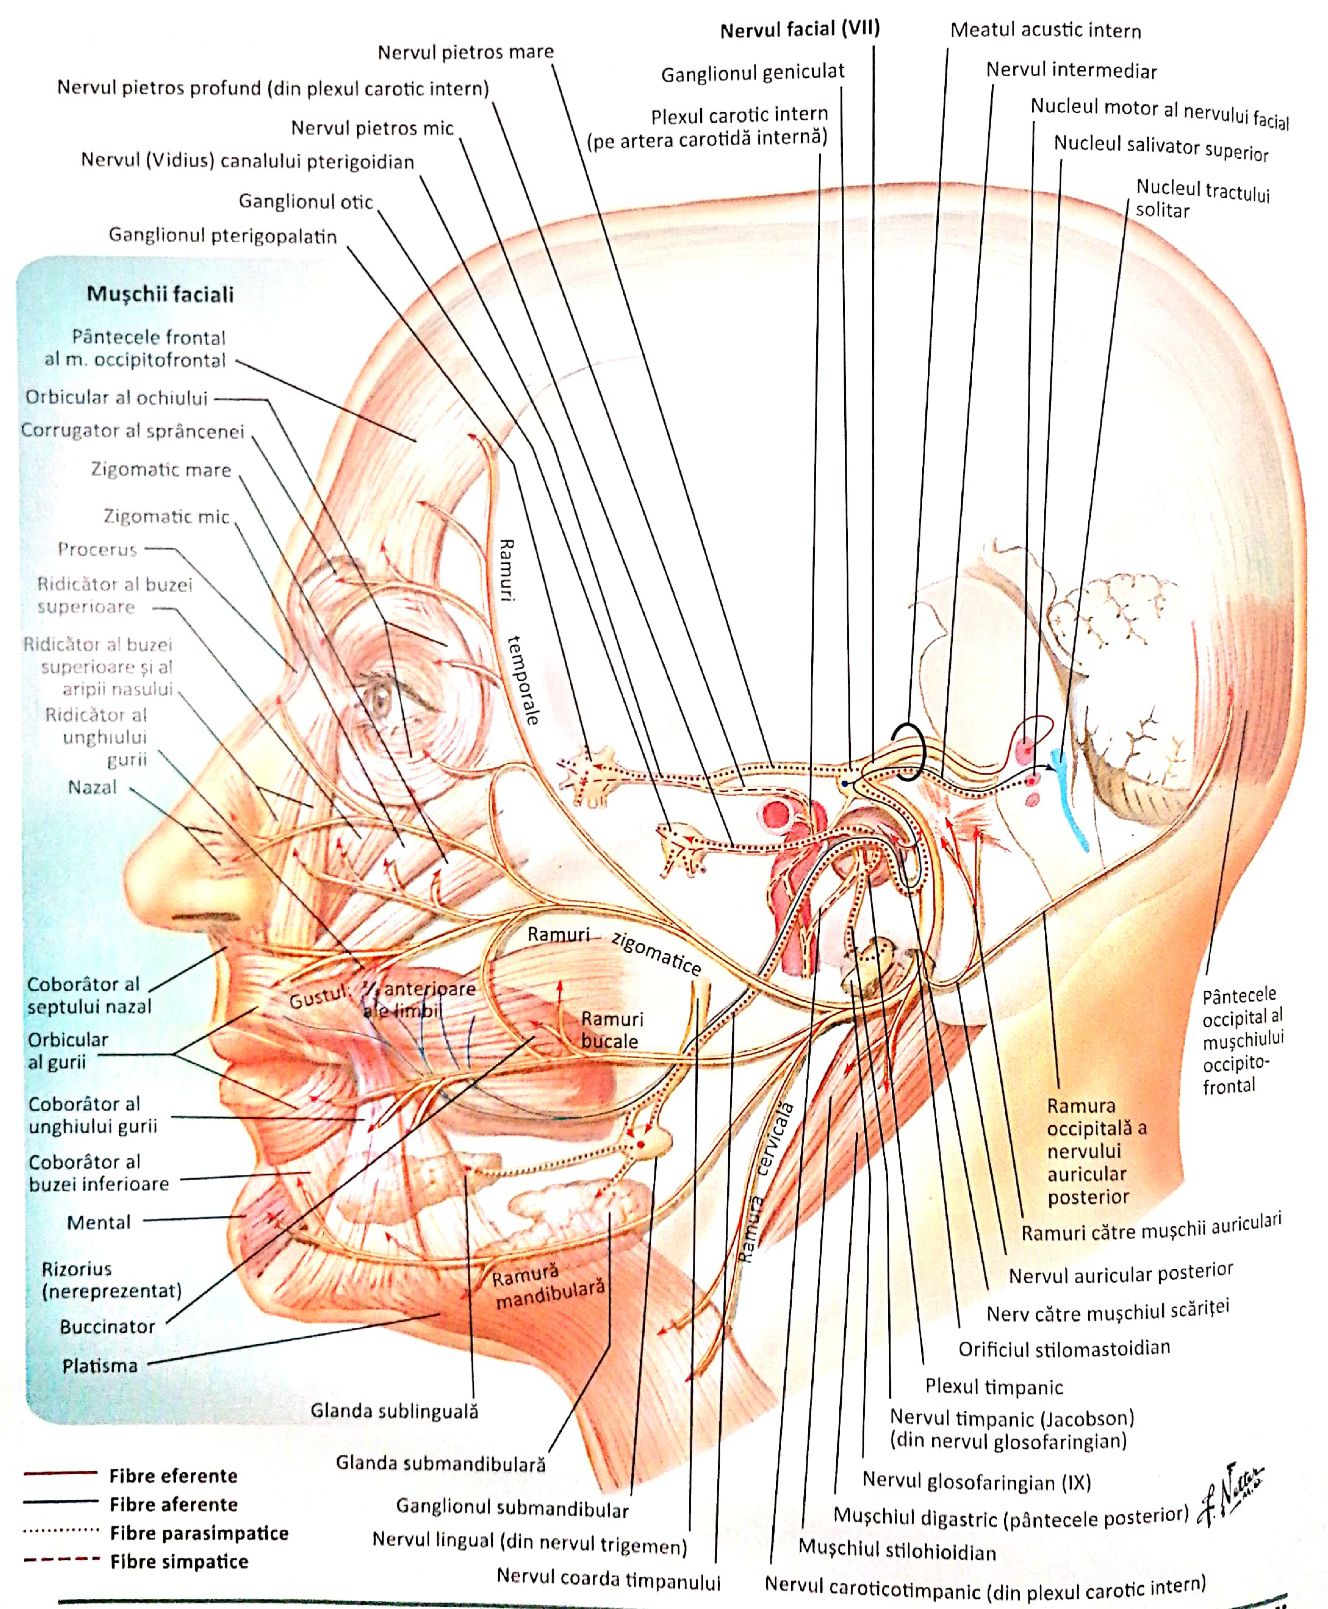 Nervul facial (VII)
Meatul acustic intern
Nervul pietros mare
Ganglionul geniculat
Nervul intermediar
Nervul pietros profund (din plexul carotic intern)
Plexul carotic intern
(pe artera carotidă internă)
Nucleul motor al nervului facial
Nervul pietros mic
Nucleul salivator superior
Nervul (Vidius) canalului pterigoidian
Nucleul tractului
solitar
Ganglionul otic
Ganglionul pterigopalatin
Mușchii faciali
Pântecele frontal
al m. occipitofrontal
Orbicular al ochiului
Corrugator al sprâncenei
Zigomatic mare
Zigomatic mic
Procerus
Ridicător al buzei
superioare
Ridicător al buzei
superioare și al
aripii nasului
Ridicător al
unghiului
gurii
Nazal
Ramuri
temporale
Ramuri
zigomatice
Gustul: ⅔ anterioare
ale limbii
Ramuri
bucale
Coborâtor al
septului nazal
Orbicular
al gurii
Coborâtor al
unghiului gurii
Coborâtor al
buzei inferioare
Mental
Rizorius
(nereprezentat)
Buccinator
Platisma
Ramură
mandibulară
Ramură cervicală
Pântecele
occipital al
mușchiului
occipito-
frontal
Ramura
occipitală a
nervului
auricular
posterior
Ramuri către mușchii auriculari
Nervul auricular posterior
Nerv către mușchiul scăriței
Orificiul stilomastoidian
Plexul timpanic
Nervul timpanic (Jacobson)
(din nervul glosofaringian)
Nervul glosofaringian (IX)
Mușchiul digastric (pântecele posterior)
Mușchiul stilohioidian
Nervul caroticotimpanic (din plexul carotic intern)
Glanda sublinguală
Glanda submandibulară
Ganglionul submandibular
Nervul lingual (din nervul trigemen)
Nervul coarda timpanului
Fibre eferente
Fibre aferente
Fibre parasimpatice
Fibre simpatice
F. Netter
M.D.